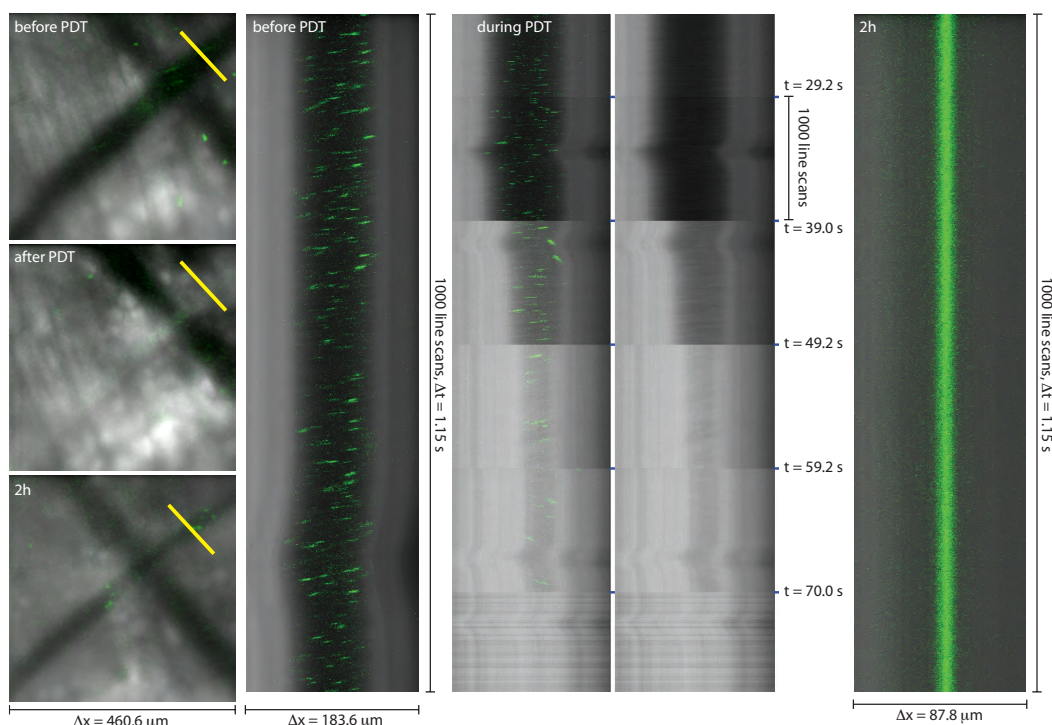 before PDT
before PDT
during PDT
2h
t = 29.2 s
1000 line scans
t = 39.0 s
after PDT
1000 line scans, Δt = 1.15 s
t = 49.2 s
1000 line scans, Δt = 1.15 s
t = 59.2 s
2h
t = 70.0 s
Δx = 460.6 µm
Δx = 183.6 µm
Δx = 87.8 µm